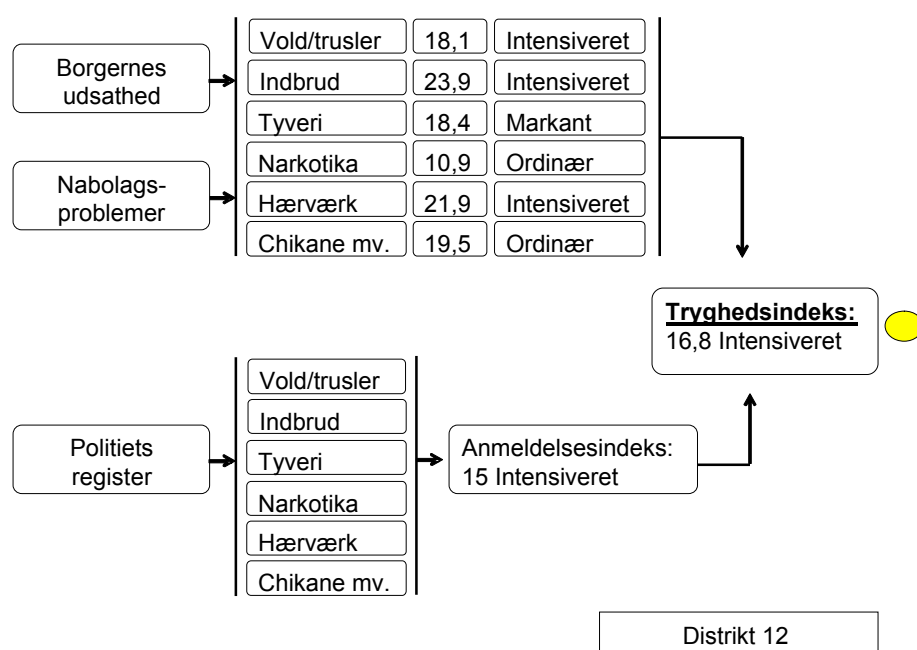 Borgernes
udsathed
Nabolags-
problemer
Vold/trusler 18,1 Intensiveret
Indbrud 23,9 Intensiveret
Tyveri 18,4 Markant
Narkotika 10,9 Ordinær
Hærværk 21,9 Intensiveret
Chikane mv. 19,5 Ordinær
Tryghedsindeks:
16,8 Intensiveret
Politiets
register
Vold/trusler
Indbrud
Tyveri
Narkotika
Hærværk
Chikane mv.
Anmeldelsesindeks:
15 Intensiveret
Distrikt 12